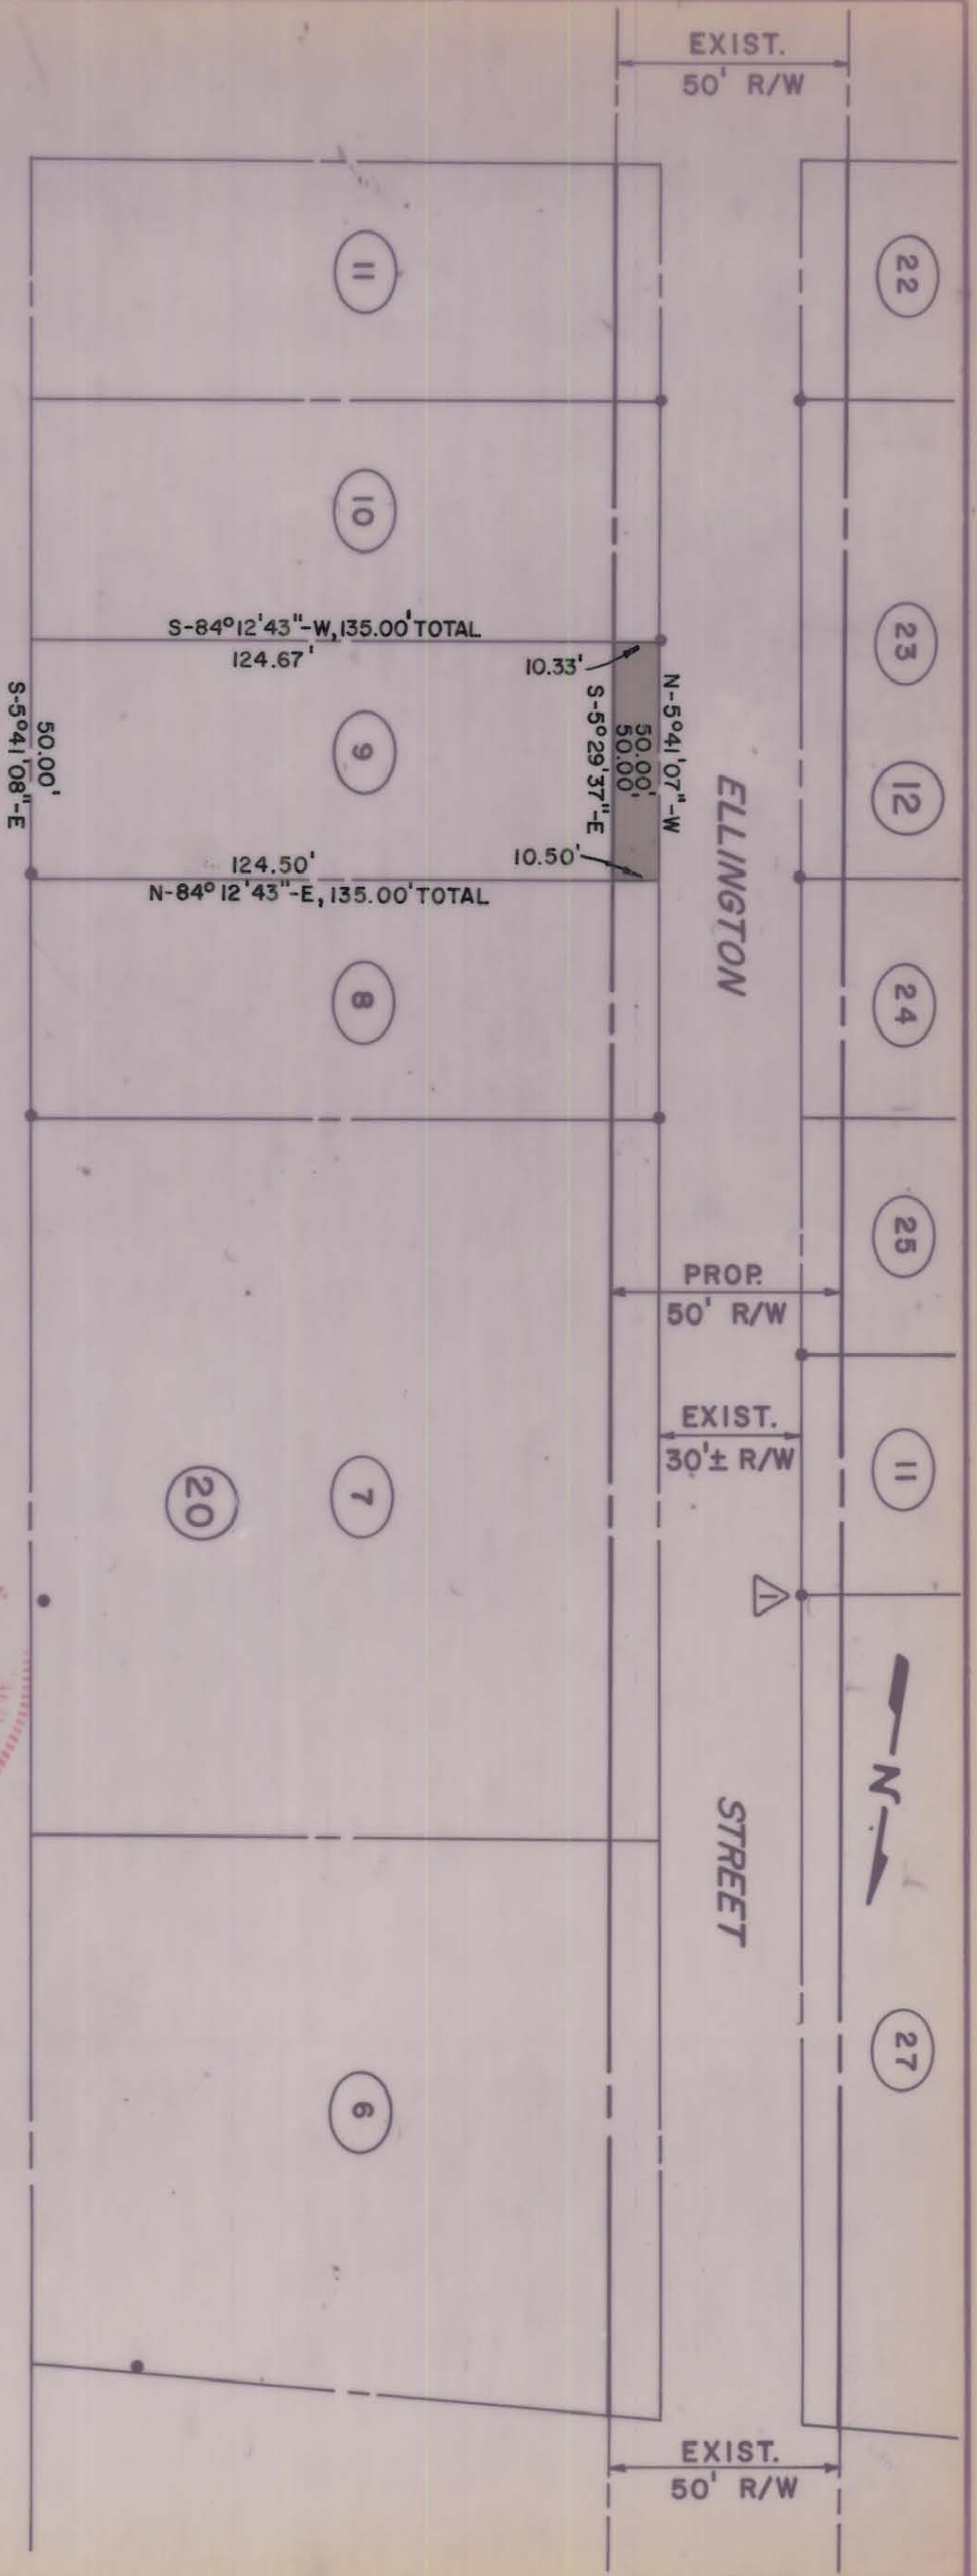 EXIST.
50' R/W
22
11
10
23
S-84°12'43"-W, 135.00' TOTAL
124.67'
10.33'
N-5°41'07"-W
50.00'
50.00'
S-5°29'37"-E
9
50.00'
S-5°41'08"-E
12
ELLINGTON
124.50'
10.50'
N-84°12'43"-E, 135.00' TOTAL
8
24
25
PROP.
50' R/W
EXIST.
30'± R/W
11
7
20
1
N
STREET
27
6
EXIST.
50' R/W